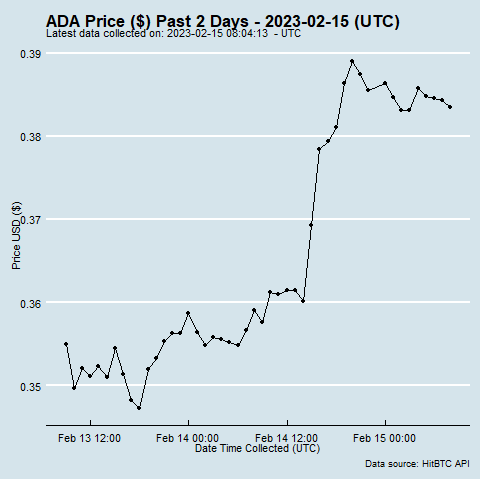 ADA Price ($) Past 2 Days - 2023-02-15 (UTC)
Latest data collected on: 2023-02-15 08:04:13  - UTC
0.39
0.38
0.37
0.36
0.35
Price USD ($)
Feb 13 12:00
Feb 14 00:00
Feb 14 12:00
Feb 15 00:00
Date Time Collected (UTC)
Data source: HitBTC API